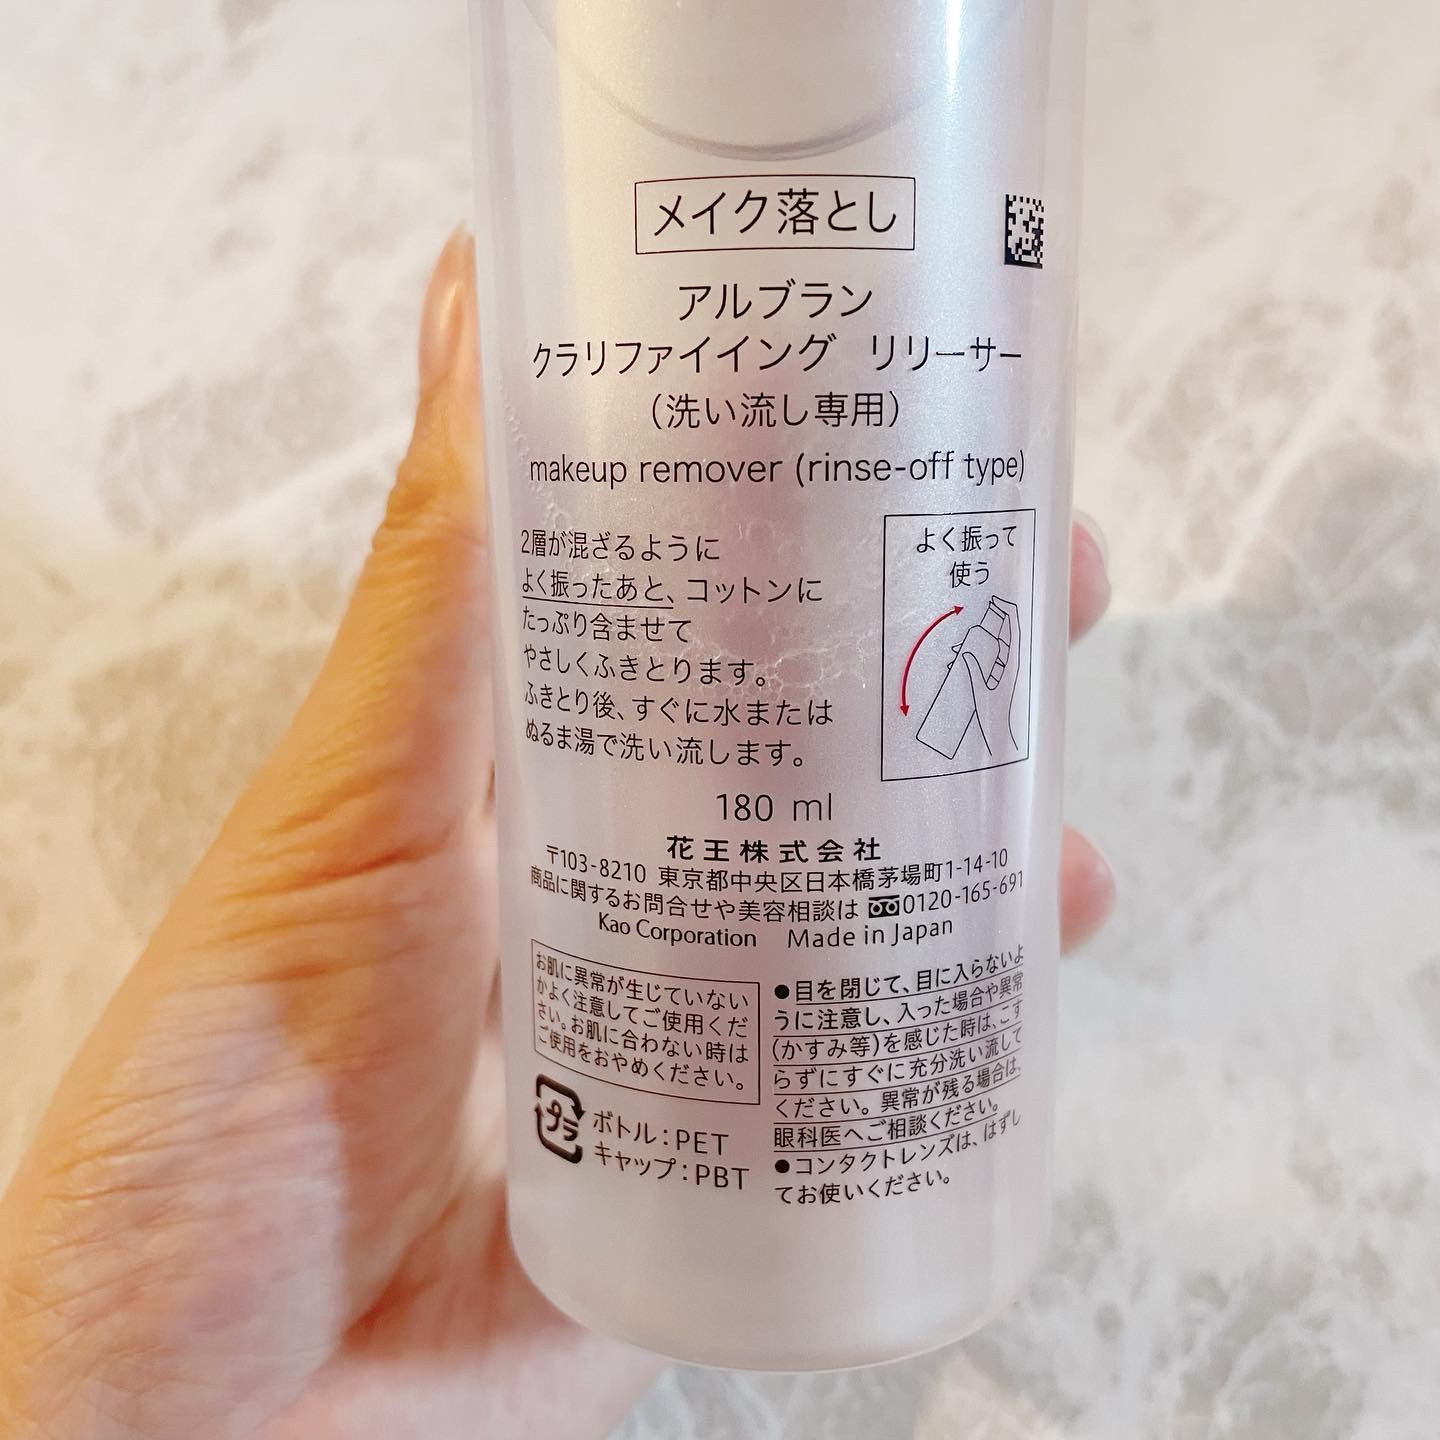 メイク落とし
アルブラン
クラリファイイング リリーサー
（洗い流し専用）
makeup remover (rinse-off type)
2層が混ざるように
よく振ったあと、コットンに
たっぷり含ませて
やさしくふきとります。
ふきとり後、すぐに水または
ぬるま湯で洗い流します。
よく振って
使う
180 ml
花王株式会社
〒103-8210 東京都中央区日本橋茅場町1-14-10
商品に関するお問合せや美容相談は 0120-165-691
Kao Corporation Made in Japan
お肌に異常が生じていない
かよく注意してご使用くだ
さい。お肌に合わない時は
ご使用をおやめください。
プラ
ボトル：PET
キャップ：PBT
●目を閉じて、目に入らないよ
うに注意し、入った場合や異常
(かすみ等)を感じた時は、こす
らずにすぐに充分洗い流して
ください。異常が残る場合は、
眼科医へご相談ください。
●コンタクトレンズは、はずし
てお使いください。